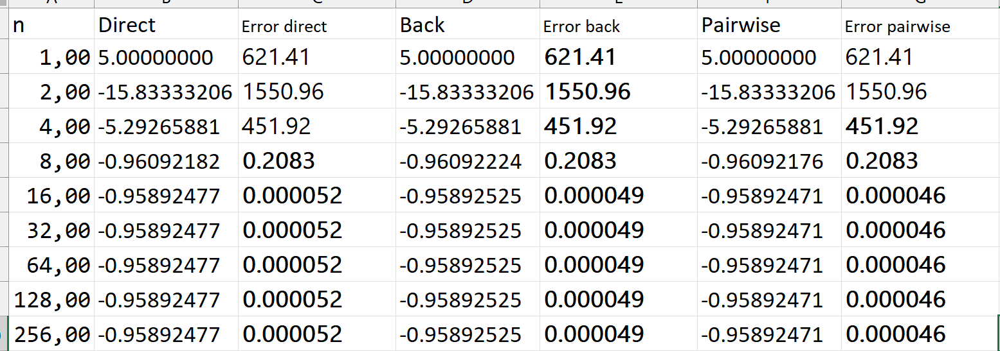 n Direct Error direct Back Error back Pairwise Error pairwise
1,00 5.00000000 621.41 5.00000000 621.41 5.00000000 621.41
2,00 -15.83333206 1550.96 -15.83333206 1550.96 -15.83333206 1550.96
4,00 -5.29265881 451.92 -5.29265881 451.92 -5.29265881 451.92
8,00 -0.96092182 0.2083 -0.96092224 0.2083 -0.96092176 0.2083
16,00 -0.95892477 0.000052 -0.95892525 0.000049 -0.95892471 0.000046
32,00 -0.95892477 0.000052 -0.95892525 0.000049 -0.95892471 0.000046
64,00 -0.95892477 0.000052 -0.95892525 0.000049 -0.95892471 0.000046
128,00 -0.95892477 0.000052 -0.95892525 0.000049 -0.95892471 0.000046
256,00 -0.95892477 0.000052 -0.95892525 0.000049 -0.95892471 0.000046